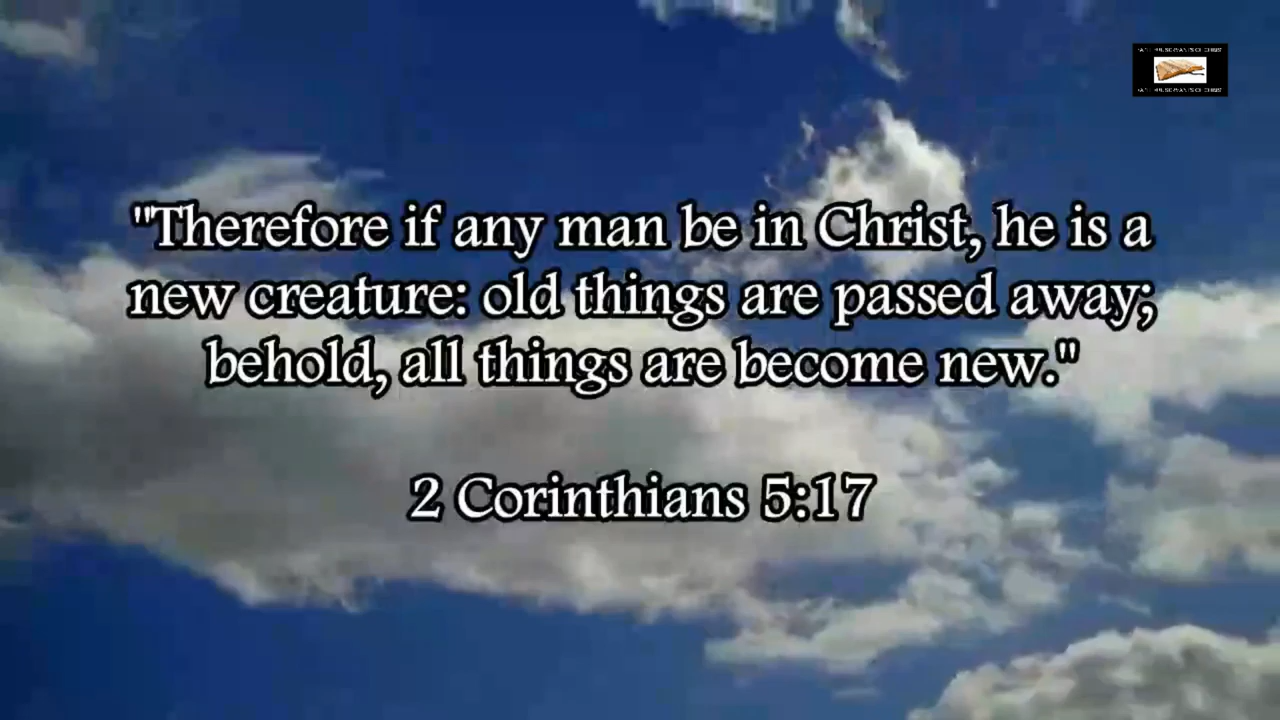 "Therefore if any man be in Christ, he is a
new creature: old things are passed away;
behold, all things are become new."
2 Corinthians 5:17